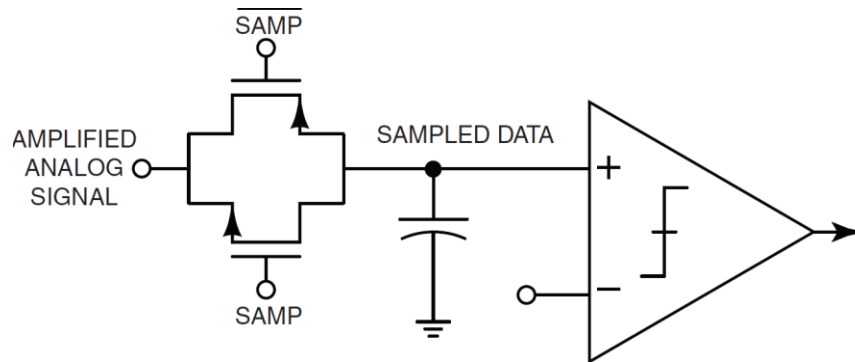 SAMP
AMPLIFIED
ANALOG
SIGNAL
SAMPLED DATA
+
−
SAMP